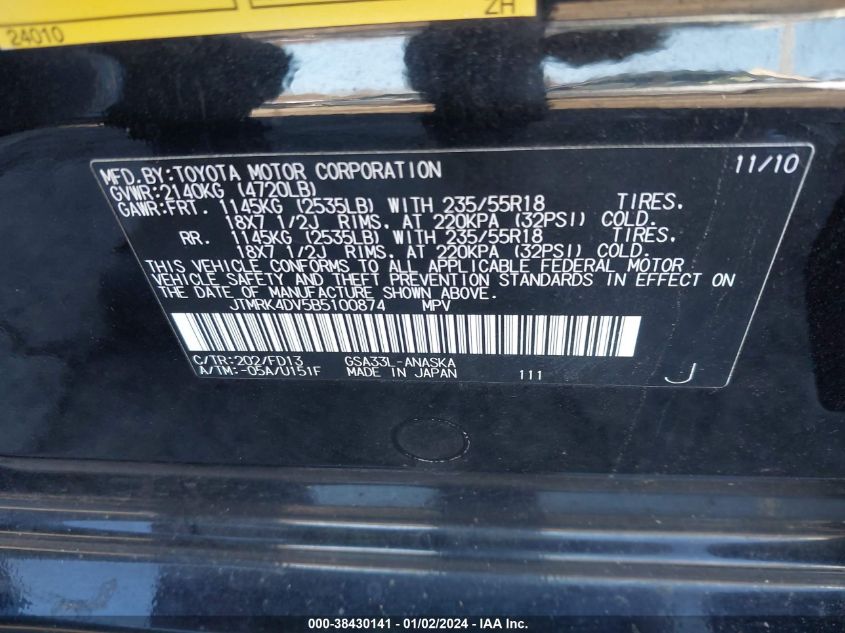 24010 ZH
MFD.BY:TOYOTA MOTOR CORPORATION 11/10
GVWR:2140KG (4720LB)
GAWR:FRT. 1145KG (2535LB) WITH 235/55R18 TIRES.
18X7 1/2J RIMS. AT 220KPA (32PSI) COLD.
RR. 1145KG (2535LB) WITH 235/55R18 TIRES.
18X7 1/2J RIMS. AT 220KPA (32PSI) COLD.
THIS VEHICLE CONFORMS TO ALL APPLICABLE FEDERAL MOTOR
VEHICLE SAFETY AND THEFT PREVENTION STANDARDS IN EFFECT ON
THE DATE OF MANUFACTURE SHOWN ABOVE.
JTMRK4DV5B5100874 MPV
C/TR:202/FD13 GSA33L-ANASKA
A/TM:-05A/U151F MADE IN JAPAN 111 J
000-38430141 - 01/02/2024 - IAA Inc.